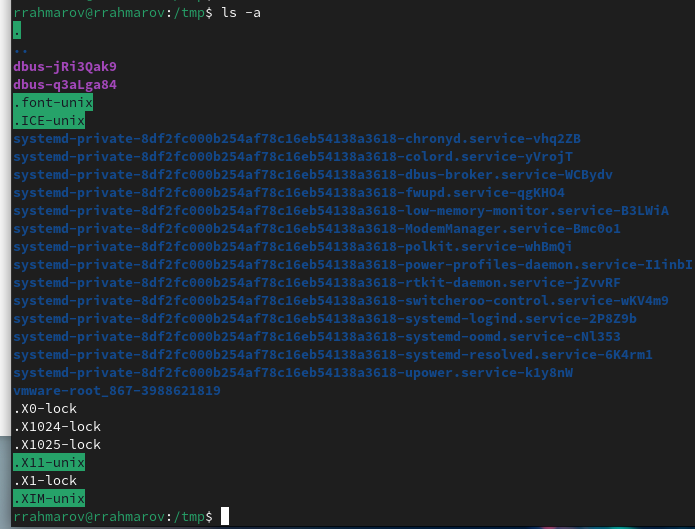 rrahmarov@rrahmarov:/tmp$ ls -a
.
..
dbus-jRi3Qak9
dbus-q3aLga84
.font-unix
.ICE-unix
systemd-private-8df2fc000b254af78c16eb54138a3618-chronyd.service-vhq2ZB
systemd-private-8df2fc000b254af78c16eb54138a3618-colord.service-yVrojT
systemd-private-8df2fc000b254af78c16eb54138a3618-dbus-broker.service-WCBydv
systemd-private-8df2fc000b254af78c16eb54138a3618-fwupd.service-qgKHO4
systemd-private-8df2fc000b254af78c16eb54138a3618-low-memory-monitor.service-B3LWiA
systemd-private-8df2fc000b254af78c16eb54138a3618-ModemManager.service-Bmc0o1
systemd-private-8df2fc000b254af78c16eb54138a3618-polkit.service-whBmQi
systemd-private-8df2fc000b254af78c16eb54138a3618-power-profiles-daemon.service-I1inbI
systemd-private-8df2fc000b254af78c16eb54138a3618-rtkit-daemon.service-jZvvRF
systemd-private-8df2fc000b254af78c16eb54138a3618-switcheroo-control.service-wKV4m9
systemd-private-8df2fc000b254af78c16eb54138a3618-systemd-logind.service-2P8Z9b
systemd-private-8df2fc000b254af78c16eb54138a3618-systemd-oomd.service-cNl353
systemd-private-8df2fc000b254af78c16eb54138a3618-systemd-resolved.service-6K4rm1
systemd-private-8df2fc000b254af78c16eb54138a3618-upower.service-k1y8nW
vmware-root_867-3988621819
.X0-lock
.X1024-lock
.X1025-lock
.X11-unix
.X1-lock
.XIM-unix
rrahmarov@rrahmarov:/tmp$